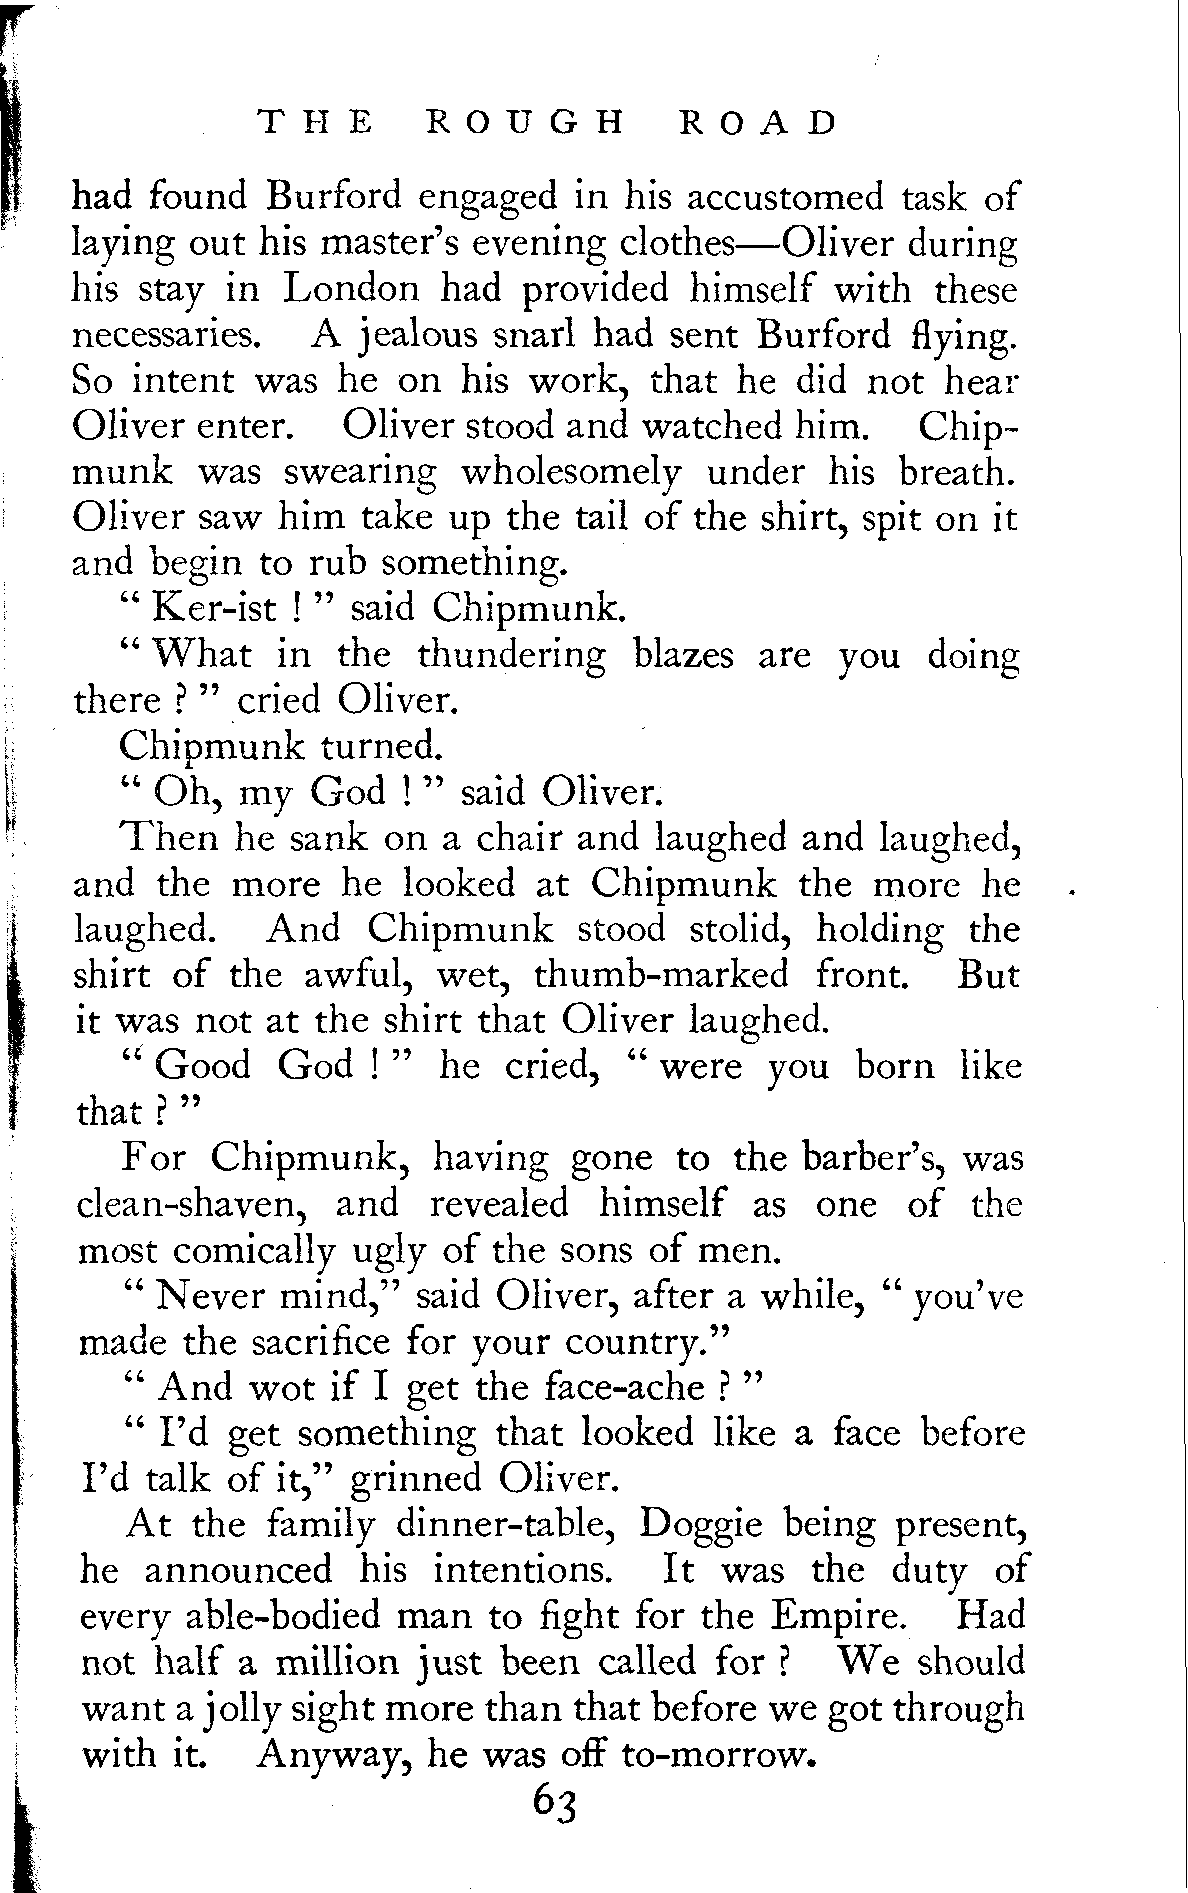 THE ROUGH ROAD
had found Burford engaged in his accustomed task of
laying out his master's evening clothes—Oliver during
his stay in London had provided himself with these
necessaries. A jealous snarl had sent Burford flying.
So intent was he on his work, that he did not hear
Oliver enter. Oliver stood and watched him. Chip-
munk was swearing wholesomely under his breath.
Oliver saw him take up the tail of the shirt, spit on it
and begin to rub something.
“ Ker-ist ! ” said Chipmunk.
“ What in the thundering blazes are you doing
there ? ” cried Oliver.
Chipmunk turned.
“ Oh, my God ! ” said Oliver.
Then he sank on a chair and laughed and laughed,
and the more he looked at Chipmunk the more he
laughed. And Chipmunk stood stolid, holding the
shirt of the awful, wet, thumb-marked front. But
it was not at the shirt that Oliver laughed.
“ Good God ! ” he cried, “ were you born like
that ? ”
For Chipmunk, having gone to the barber's, was
clean-shaven, and revealed himself as one of the
most comically ugly of the sons of men.
“ Never mind,” said Oliver, after a while, “ you've
made the sacrifice for your country.”
“ And wot if I get the face-ache ? ”
“ I'd get something that looked like a face before
I'd talk of it,” grinned Oliver.
At the family dinner-table, Doggie being present,
he announced his intentions. It was the duty of
every able-bodied man to fight for the Empire. Had
not half a million just been called for ? We should
want a jolly sight more than that before we got through
with it. Anyway, he was off to-morrow.
63